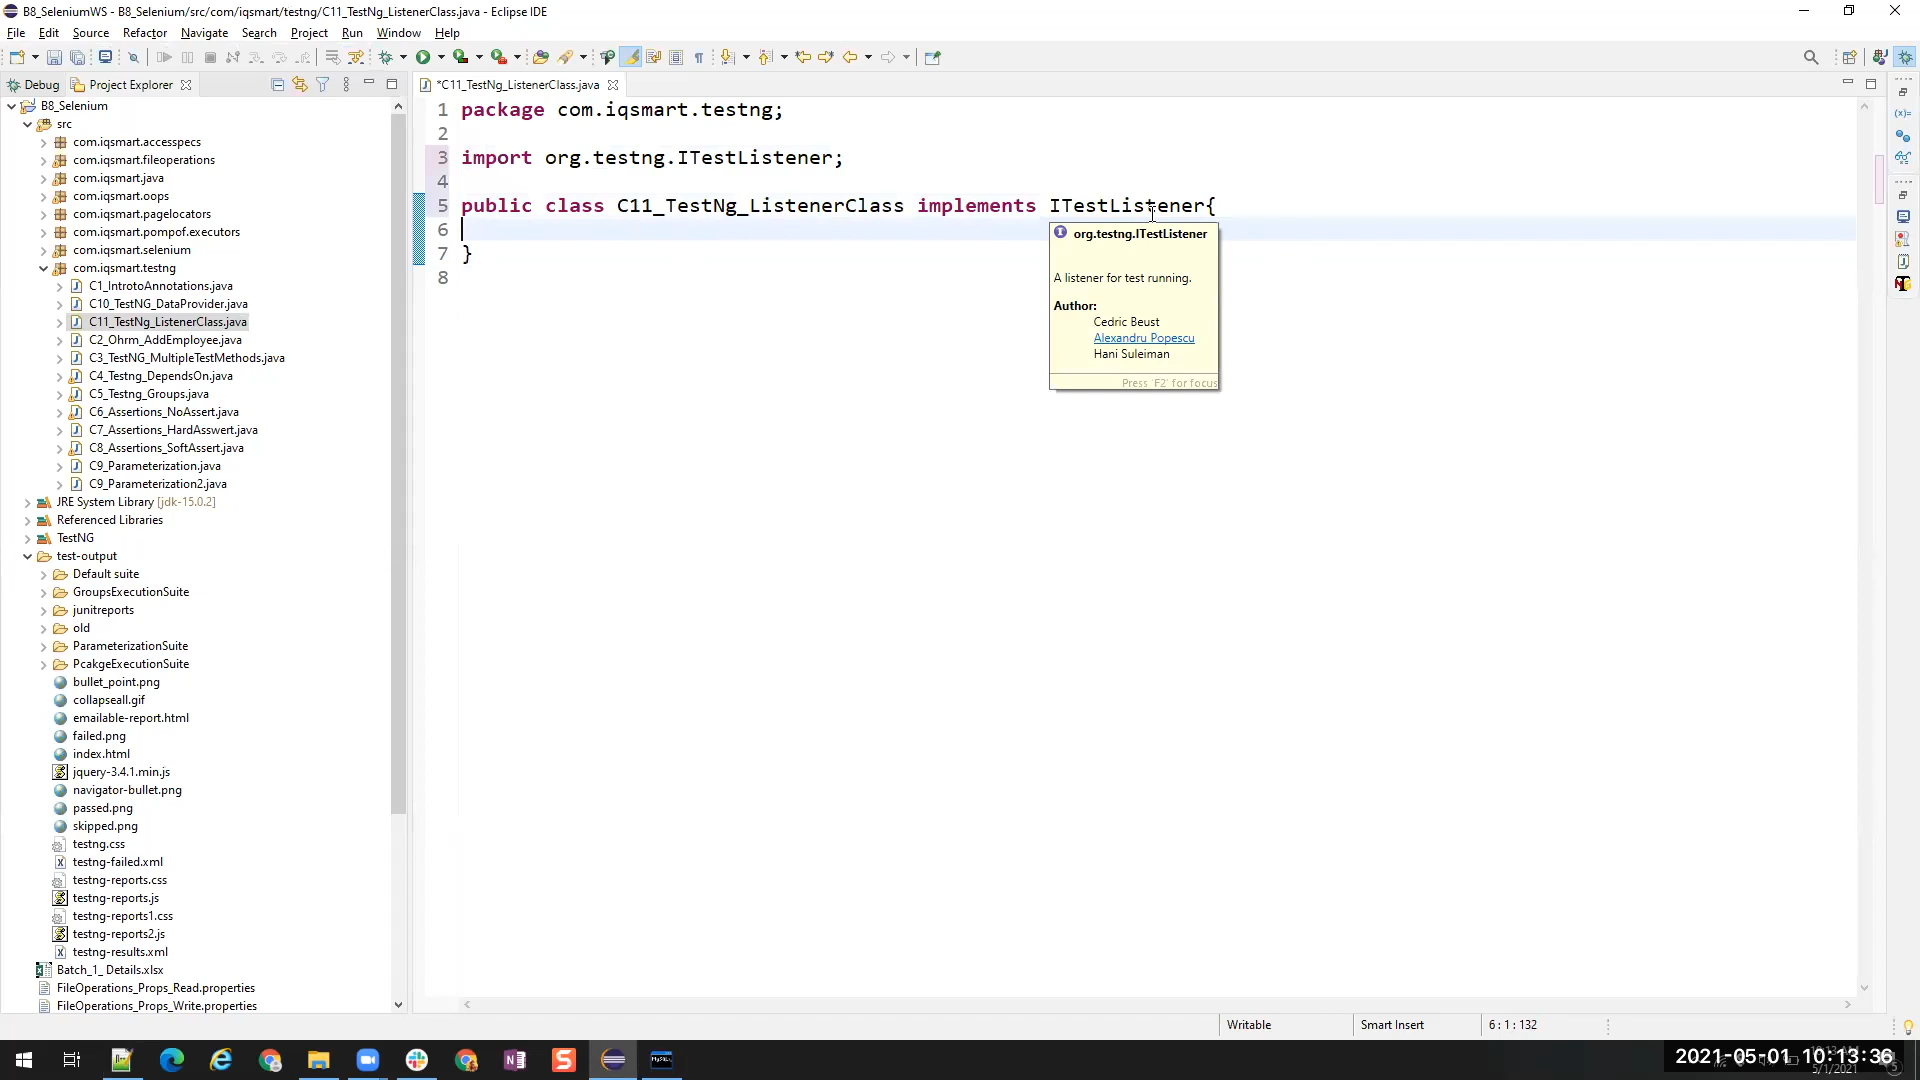 B8_SeleniumWS - B8_Selenium/src/com/iqsmart/testng/C11_TestNg_ListenerClass.java - Eclipse IDE
File Edit Source Refactor Navigate Search Project Run Window Help
Debug Project Explorer
*C11_TestNg_ListenerClass.java
B8_Selenium
src
com.iqsmart.accesspecs
com.iqsmart.fileoperations
com.iqsmart.java
com.iqsmart.oops
com.iqsmart.pagelocators
com.iqsmart.pompof.executors
com.iqsmart.selenium
com.iqsmart.testng
C1_IntrotoAnnotations.java
C10_TestNG_DataProvider.java
C11_TestNg_ListenerClass.java
C2_Ohrm_AddEmployee.java
C3_TestNG_MultipleTestMethods.java
C4_Testng_DependsOn.java
C5_Testng_Groups.java
C6_Assertions_NoAssert.java
C7_Assertions_HardAsswert.java
C8_Assertions_SoftAssert.java
C9_Parameterization.java
C9_Parameterization2.java
JRE System Library [jdk-15.0.2]
Referenced Libraries
TestNG
test-output
Default suite
GroupsExecutionSuite
junitreports
old
ParameterizationSuite
PcakgeExecutionSuite
bullet_point.png
collapseall.gif
emailable-report.html
failed.png
index.html
jquery-3.4.1.min.js
navigator-bullet.png
passed.png
skipped.png
testng.css
testng-failed.xml
testng-reports.css
testng-reports.js
testng-reports1.css
testng-reports2.js
testng-results.xml
Batch_1_ Details.xlsx
FileOperations_Props_Read.properties
FileOperations_Props_Write.properties
1 package com.iqsmart.testng;
2
3 import org.testng.ITestListener;
4
5 public class C11_TestNg_ListenerClass implements ITestListener{
6
7 }
8
org.testng.ITestListener
A listener for test running.
Author:
Cedric Beust
Alexandru Popescu
Hani Suleiman
Press 'F2' for focus
Writable Smart Insert 6 : 1 : 132
2021-05-01 10:13:36
5/1/2021